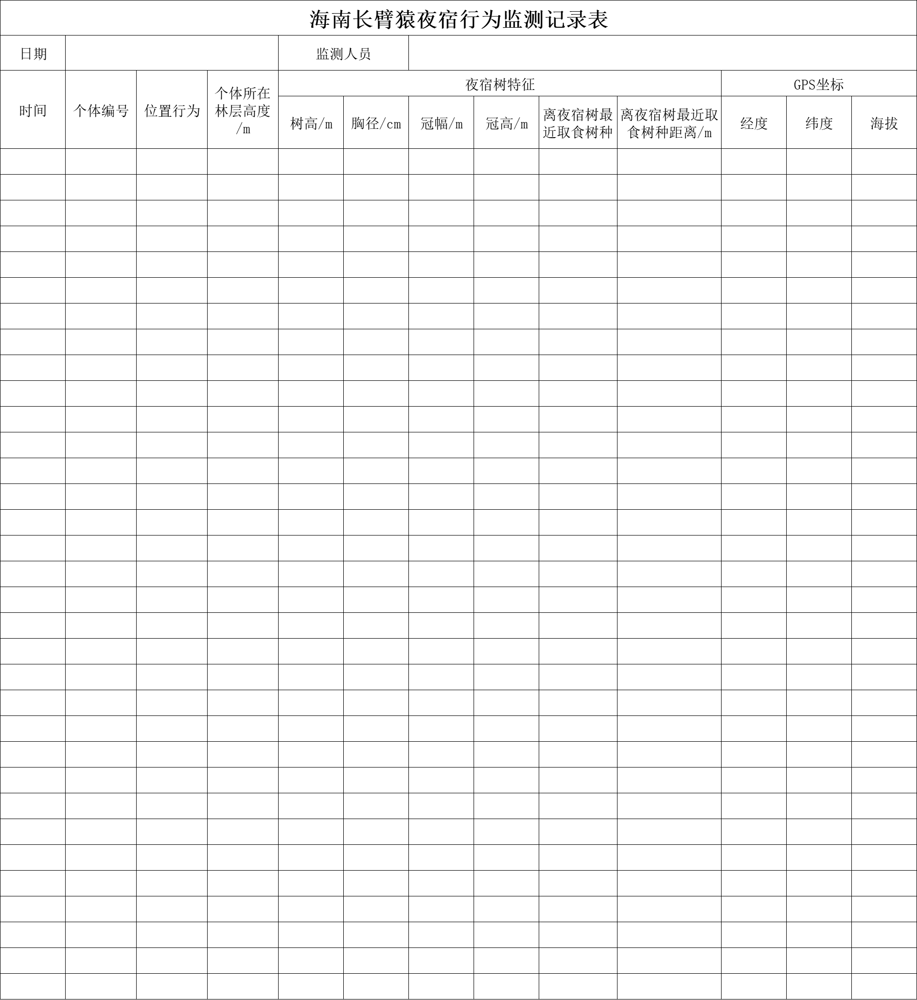 海南长臂猿夜宿行为监测记录表
日期
监测人员
时间
个体编号
位置行为
个体所在
林层高度
/m
夜宿树特征
GPS坐标
树高/m
胸径/cm
冠幅/m
冠高/m
离夜宿树最
近取食树种
离夜宿树最近取
食树种距离/m
经度
纬度
海拔